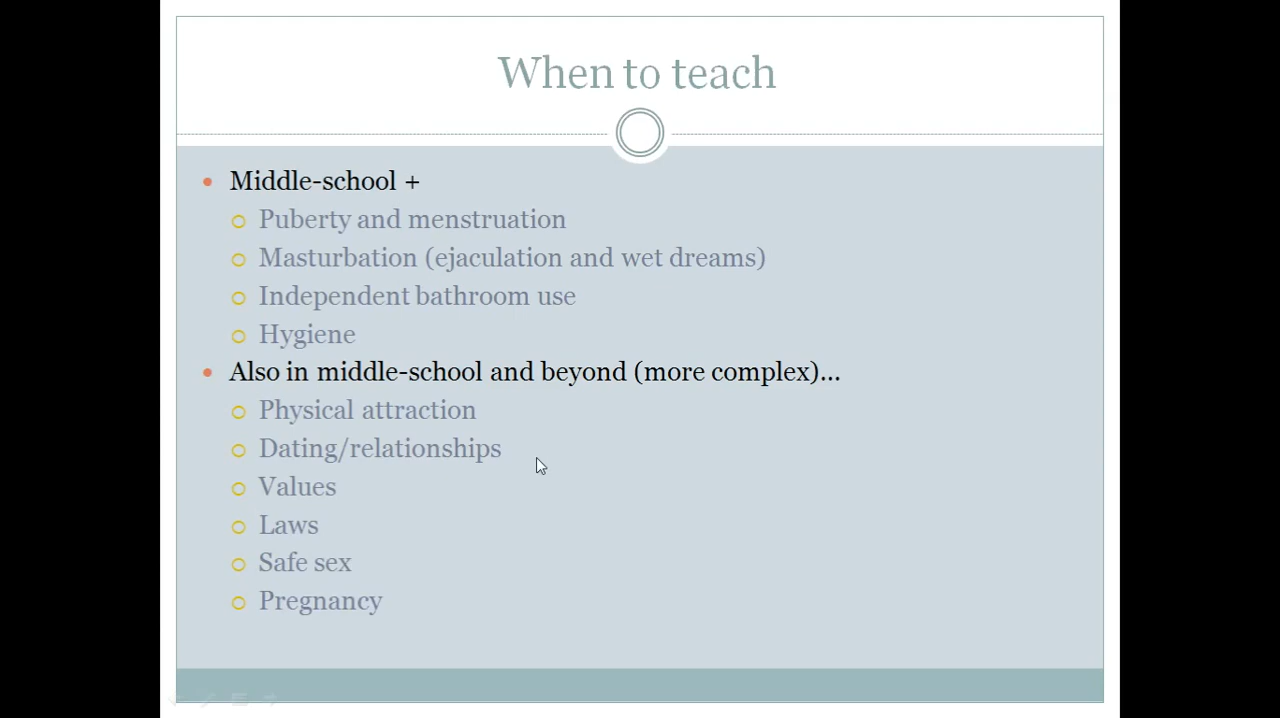 When to teach
Middle-school +
Puberty and menstruation
Masturbation (ejaculation and wet dreams)
Independent bathroom use
Hygiene
Also in middle-school and beyond (more complex)...
Physical attraction
Dating/relationships
Values
Laws
Safe sex
Pregnancy